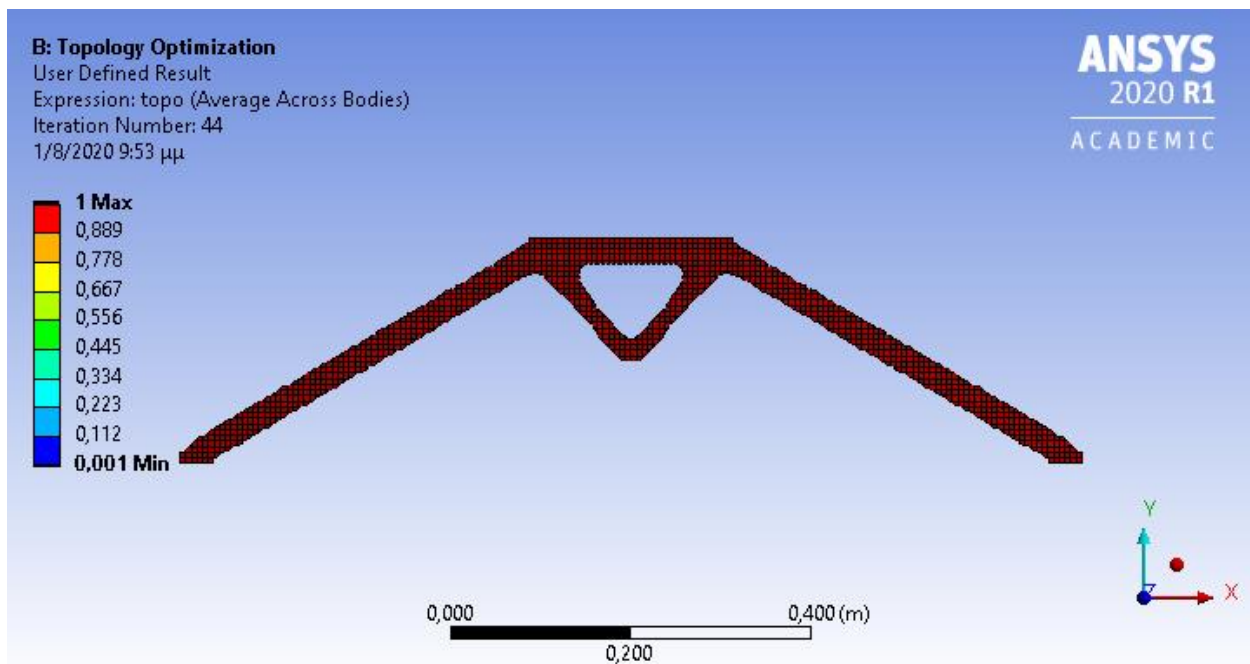 B: Topology Optimization
User Defined Result
Expression: topo (Average Across Bodies)
Iteration Number: 44
1/8/2020 9:53 μμ
ANSYS
2020 R1
ACADEMIC
1 Max
0,889
0,778
0,667
0,556
0,445
0,334
0,223
0,112
0,001 Min
Y
Z
X
0,000
0,400 (m)
0,200